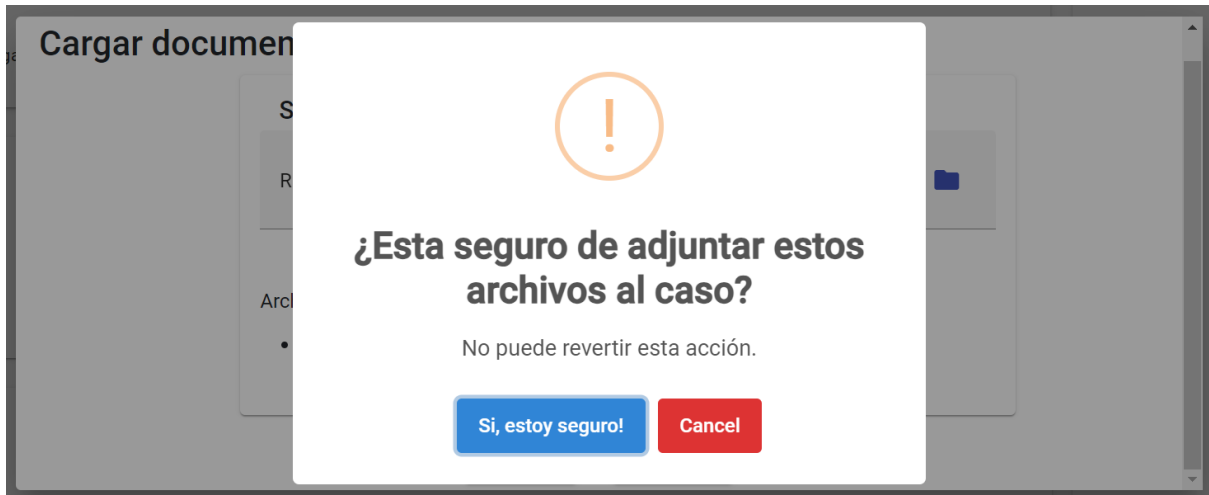 Cargar documen
S
R
Arch
!
¿Esta seguro de adjuntar estos
archivos al caso?
No puede revertir esta acción.
Si, estoy seguro!
Cancel